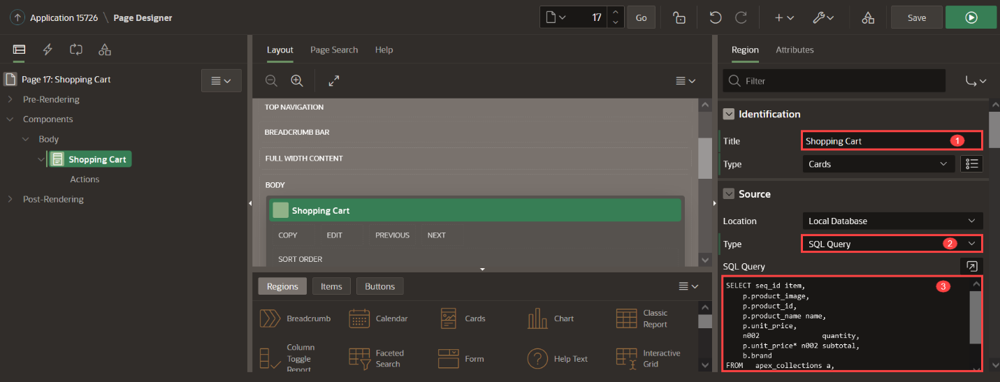 Application 15726 \ Page Designer
17
Go
Save
Page 17: Shopping Cart
Pre-Rendering
Components
Body
Shopping Cart
Actions
Post-Rendering
Layout
Page Search
Help
TOP NAVIGATION
BREADCRUMB BAR
FULL WIDTH CONTENT
BODY
Shopping Cart
COPY
EDIT
PREVIOUS
NEXT
SORT ORDER
Regions
Items
Buttons
Breadcrumb
Calendar
Cards
Chart
Classic
Report
Column
Toggle
Report
Faceted
Search
Form
Help Text
Interactive
Grid
Region
Attributes
Filter
Identification
Title
Shopping Cart
1
Type
Cards
Source
Location
Local Database
Type
SQL Query
2
SQL Query
3
SELECT seq_id item,
p.product_image,
p.product_id,
p.product_name name,
p.unit_price,
n002 quantity,
p.unit_price* n002 subtotal,
b.brand
FROM apex_collections a,